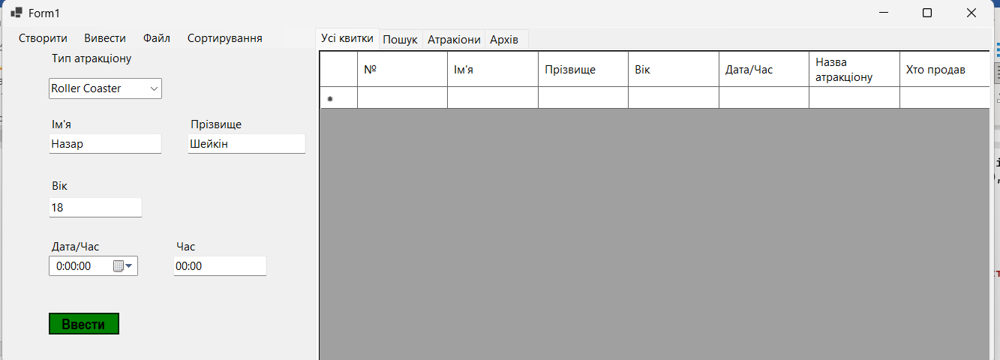 Form1
Створити Вивести Файл Сортирування
Усі квитки Пошук Атракіони Архів
Тип атракціону
Roller Coaster
Ім'я Прізвище
Назар Шейкін
Вік
18
Дата/Час Час
0:00:00 00:00
Ввести
№ Ім'я Прізвище Вік Дата/Час Назва атракціону Хто продав